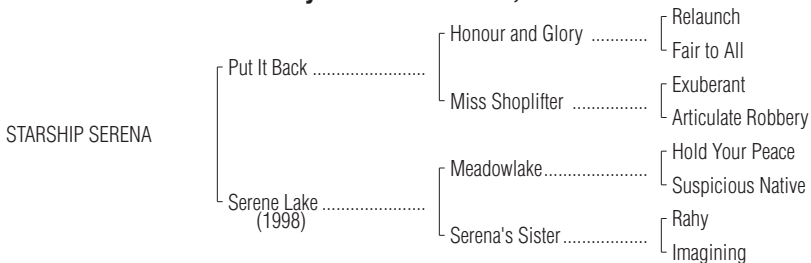 Relaunch
Honour and Glory ............
Fair to All
Put It Back ........................
Exuberant
Miss Shoplifter ................
Articulate Robbery
STARSHIP SERENA
Hold Your Peace
Meadowlake......................
Suspicious Native
Serene Lake ......................
(1998)
Rahy
Serena's Sister..................
Imagining